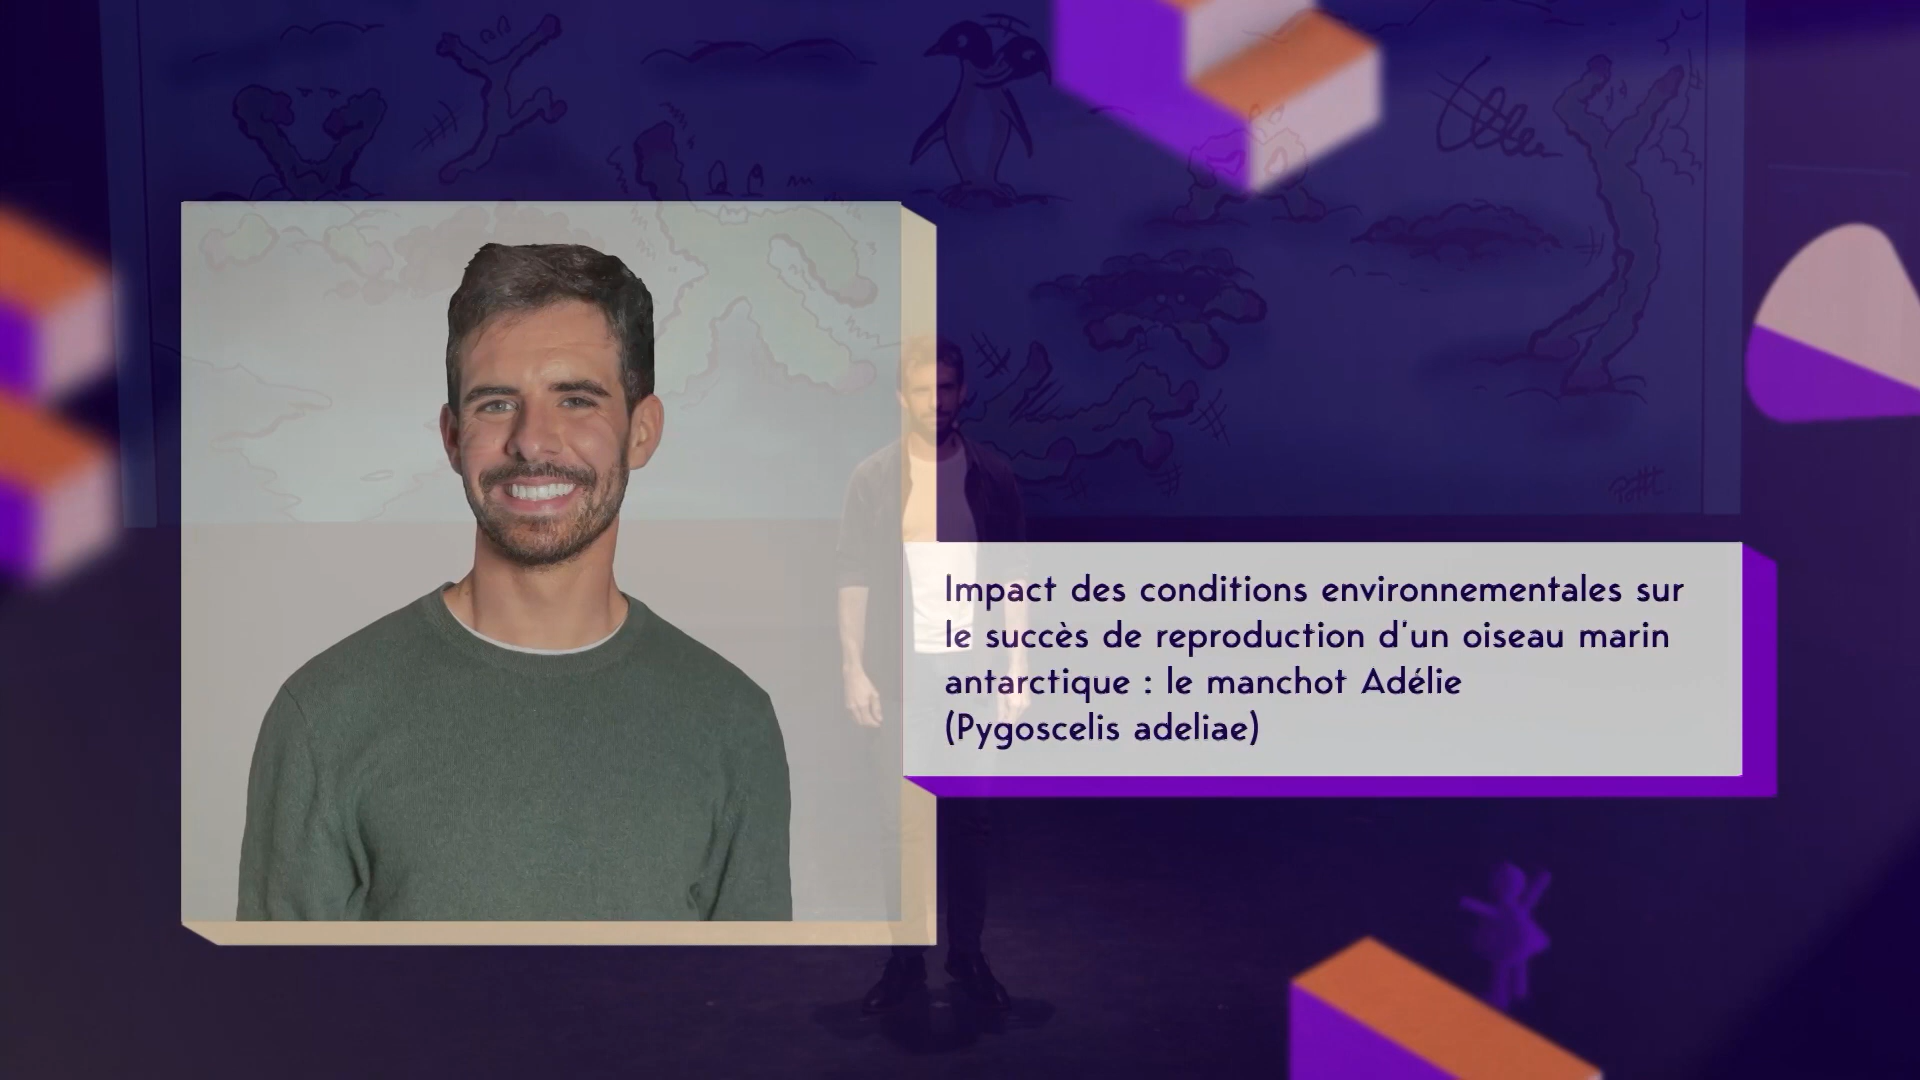 Impact des conditions environnementales sur
le succès de reproduction d'un oiseau marin
antarctique : le manchot Adélie
(Pygoscelis adeliae)